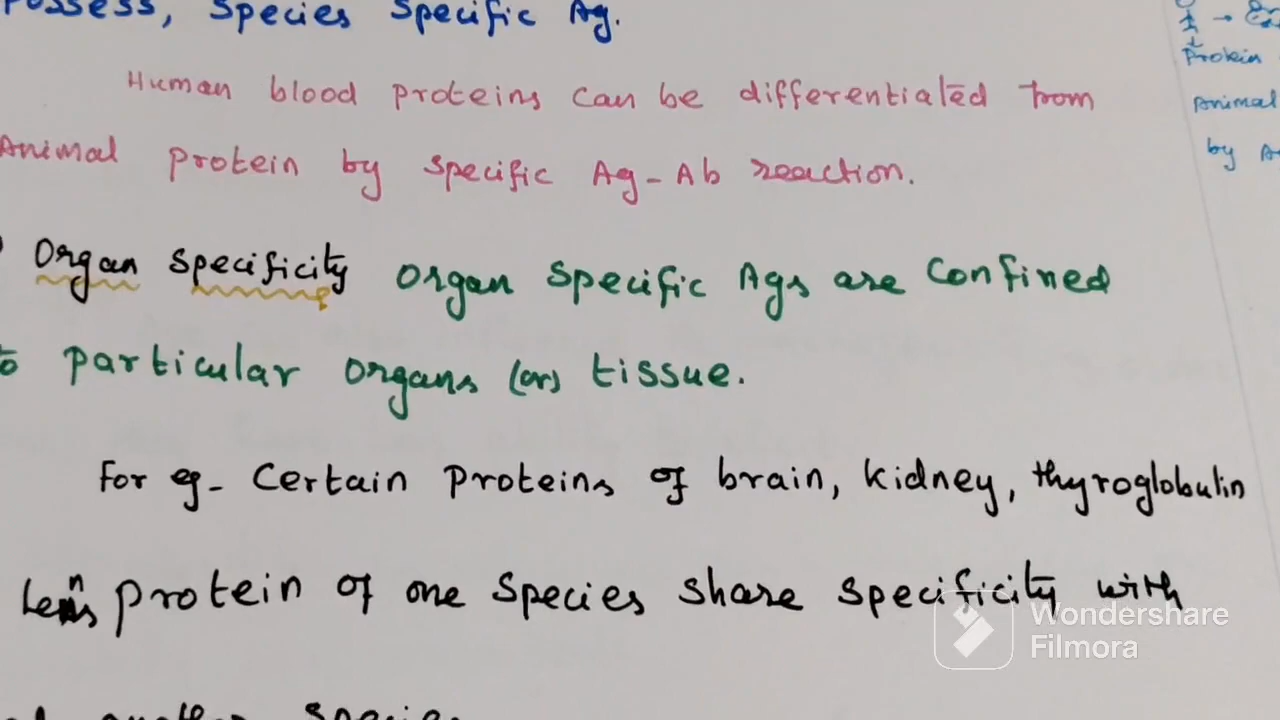 Possess, Species Specific Ag.
Human blood proteins can be differentiated from
Animal protein by specific Ag-Ab reaction.
Organ specificity Organ specific Ags are confined
to particular organs (or) tissue.
For eg- Certain proteins of brain, kidney, thyroglobulin
lens protein of one species share specificity with
another species
Protein
Animal
by
Wondershare
Filmora